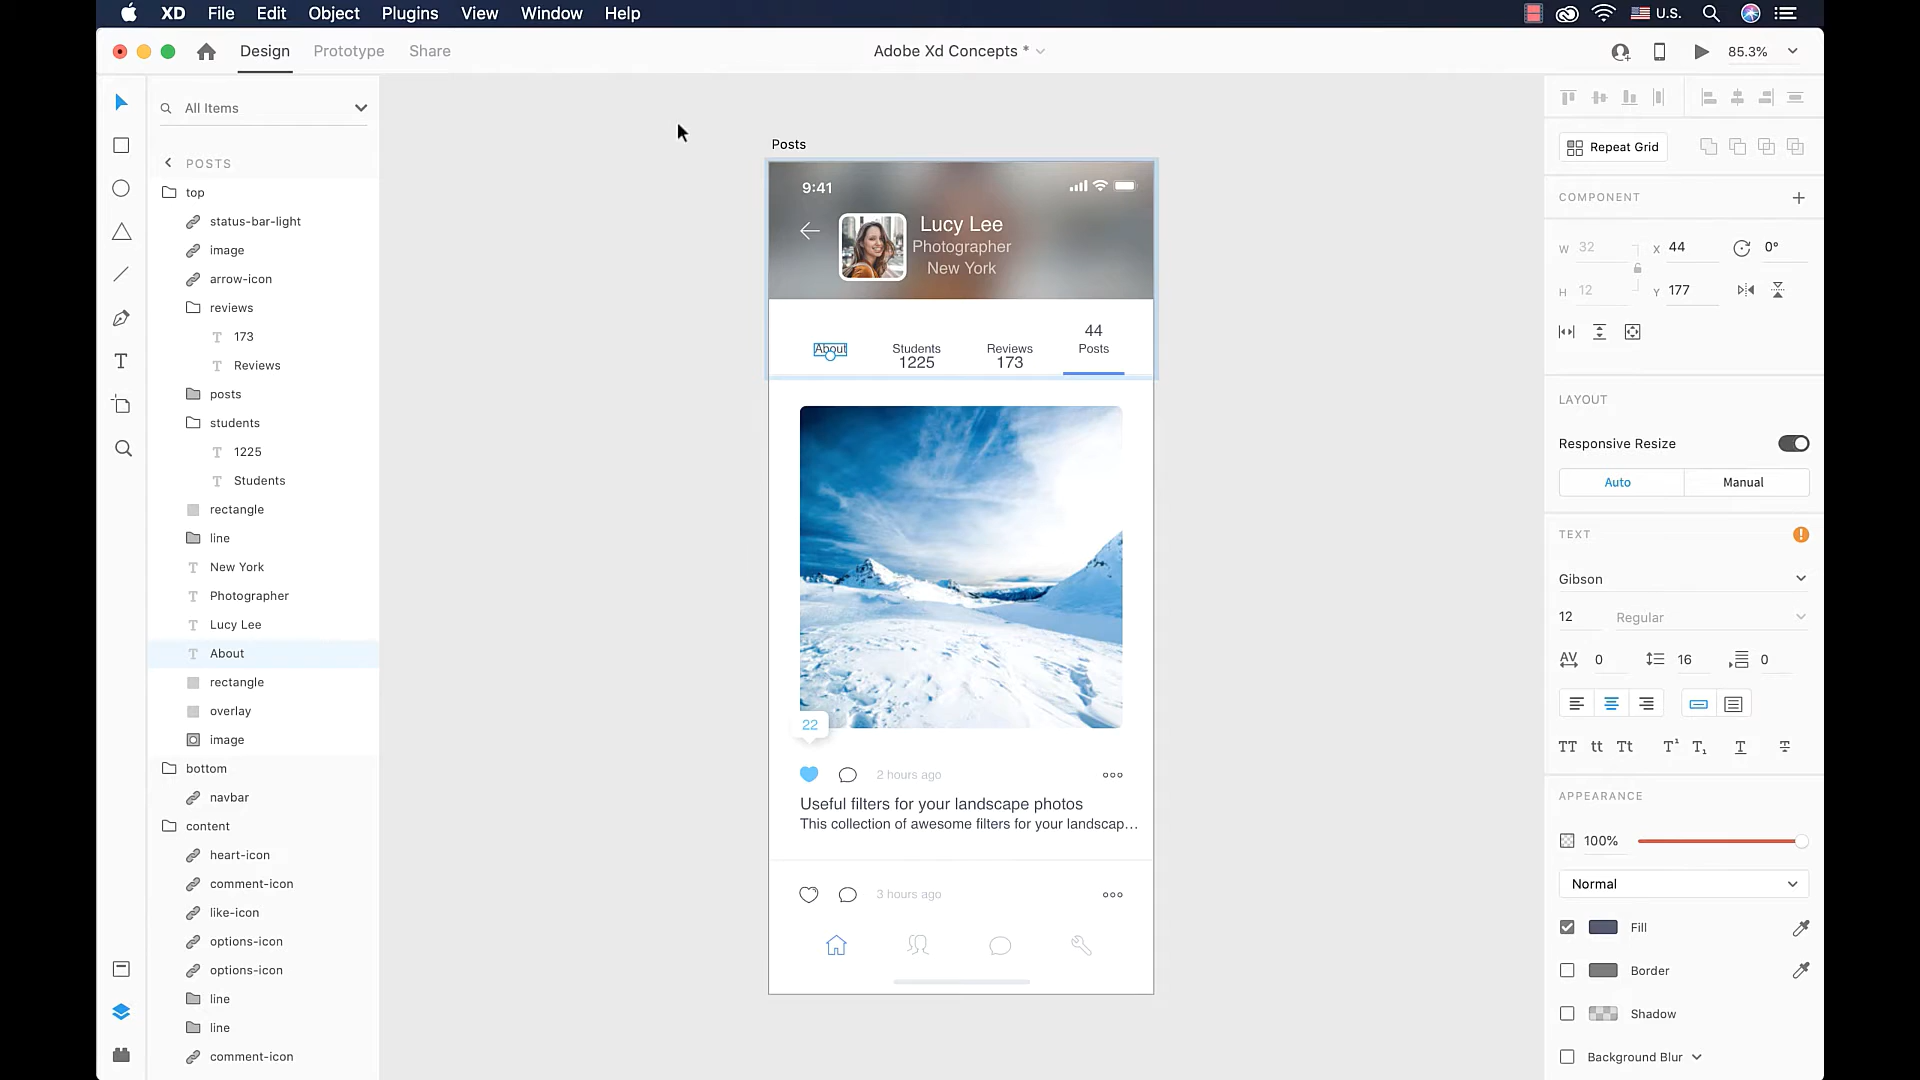 XD File Edit Object Plugins View Window Help
U.S.
Design Prototype Share
Adobe Xd Concepts *
85.3%
All Items
POSTS
top
status-bar-light
image
arrow-icon
reviews
173
Reviews
posts
students
1225
Students
rectangle
line
New York
Photographer
Lucy Lee
About
rectangle
overlay
image
bottom
navbar
content
heart-icon
comment-icon
like-icon
options-icon
options-icon
line
line
comment-icon
Posts
9:41
Lucy Lee
Photographer
New York
44
About Students Reviews Posts
1225 173
22
2 hours ago
Useful filters for your landscape photos
This collection of awesome filters for your landscap...
3 hours ago
Repeat Grid
COMPONENT
W 32 X 44 0°
H 12 Y 177
LAYOUT
Responsive Resize
Auto Manual
TEXT
Gibson
12 Regular
AV 0 16 0
TT tt Tt T¹ T₁ T T
APPEARANCE
100%
Normal
Fill
Border
Shadow
Background Blur